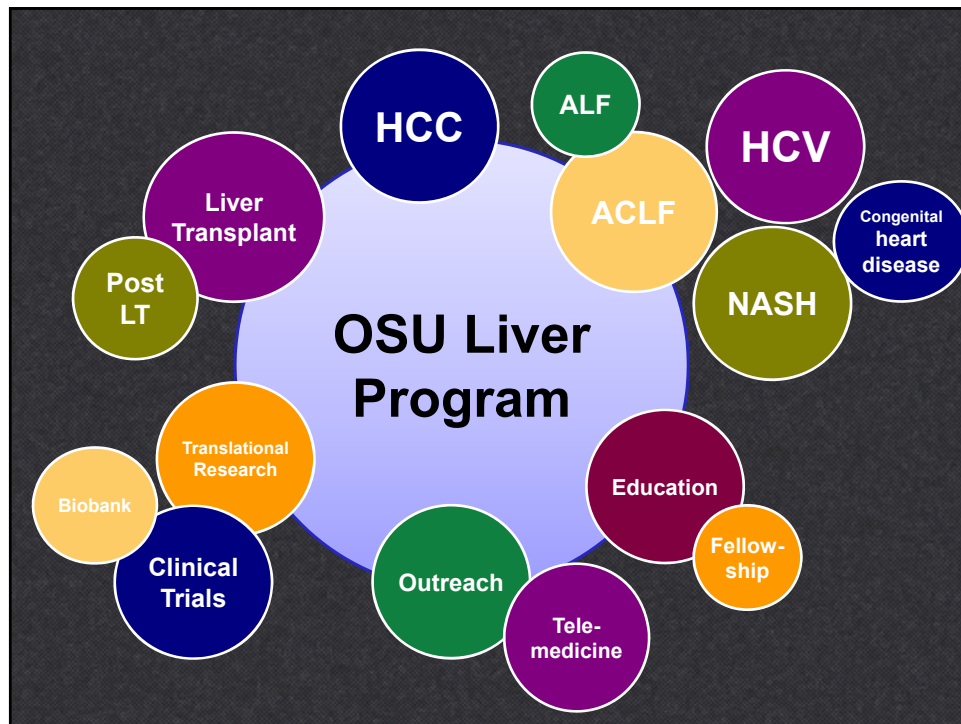 HCC
ALF
HCV
Liver
Transplant
ACLF
Congenital
heart
disease
Post
LT
NASH
OSU Liver
Program
Translational
Research
Education
Biobank
Clinical
Trials
Outreach
Fellow-
ship
Tele-
medicine